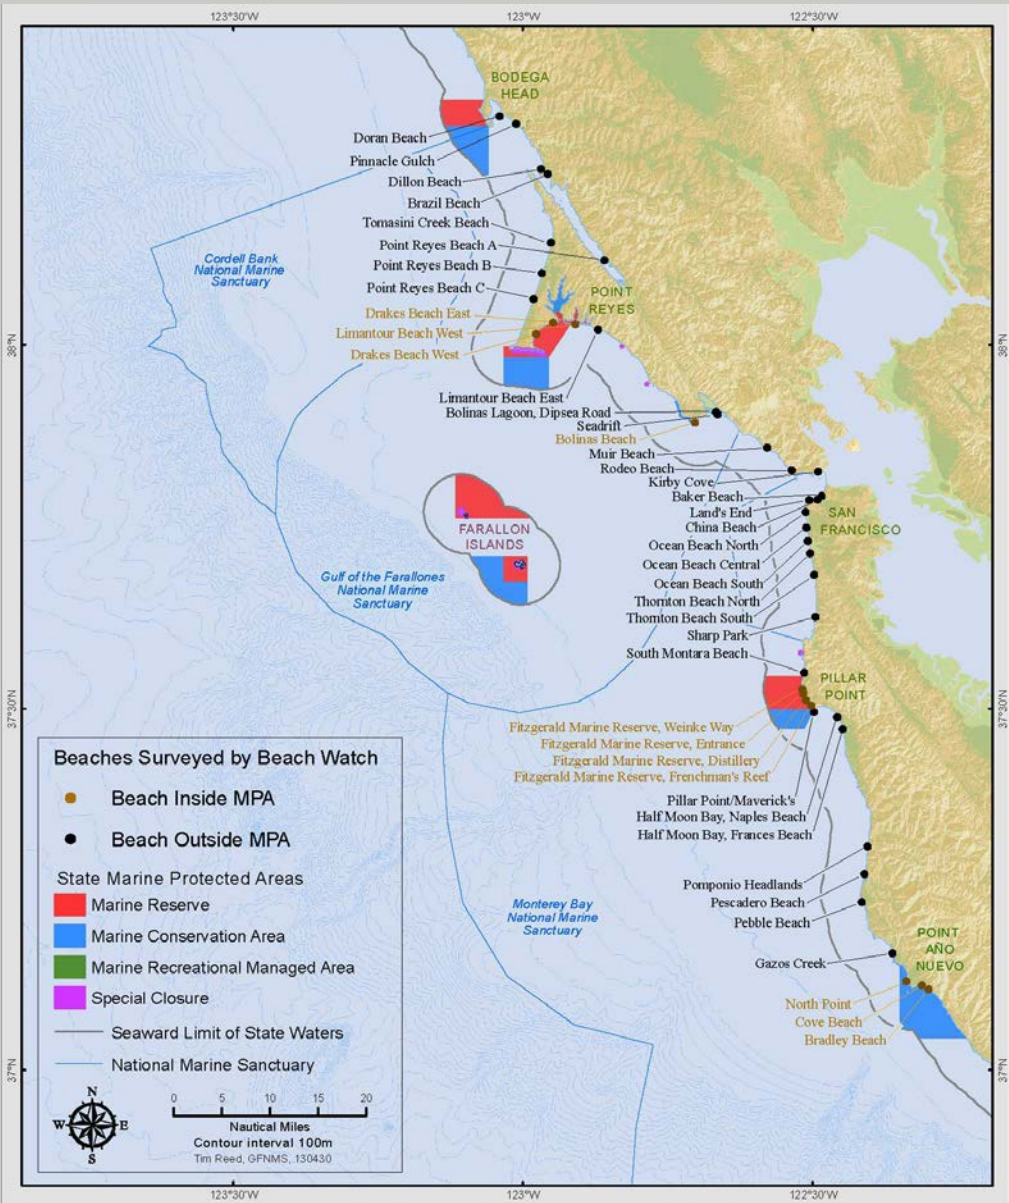 123°30'W
123°W
122°30'W
BODEGA
HEAD
Doran Beach
Pinnacle Gulch
Dillon Beach
Brazil Beach
Tomasini Creek Beach
Point Reyes Beach A
Cordell Bank
National Marine
Sanctuary
Point Reyes Beach B
Point Reyes Beach C
POINT
REYES
Drakes Beach East
Limantour Beach West
38°N
38°N
Drakes Beach West
Limantour Beach East
Bolinas Lagoon, Dipsea Road
Seadrift
Bolinas Beach
Muir Beach
Rodeo Beach
Kirby Cove
Baker Beach
Land's End
SAN
FRANCISCO
China Beach
FARALLON
ISLANDS
Ocean Beach North
Ocean Beach Central
Gulf of the Farallones
National Marine
Sanctuary
Ocean Beach South
Thornton Beach North
Thornton Beach South
Sharp Park
South Montara Beach
PILLAR
POINT
37°30'N
37°30'N
Fitzgerald Marine Reserve, Weinke Way
Fitzgerald Marine Reserve, Entrance
Fitzgerald Marine Reserve, Distillery
Fitzgerald Marine Reserve, Frenchman's Reef
Pillar Point/Maverick's
Half Moon Bay, Naples Beach
Half Moon Bay, Frances Beach
Pomponio Headlands
Pescadero Beach
Pebble Beach
Monterey Bay
National Marine
Sanctuary
POINT
AÑO
NUEVO
Gazos Creek
North Point
Cove Beach
Bradley Beach
37°N
37°N
Beaches Surveyed by Beach Watch
Beach Inside MPA
Beach Outside MPA
State Marine Protected Areas
Marine Reserve
Marine Conservation Area
Marine Recreational Managed Area
Special Closure
Seaward Limit of State Waters
National Marine Sanctuary
N
W E
S
0 5 10 15 20
Nautical Miles
Contour interval 100m
Tim Reed, GFNMS, 130430
123°30'W
123°W
122°30'W